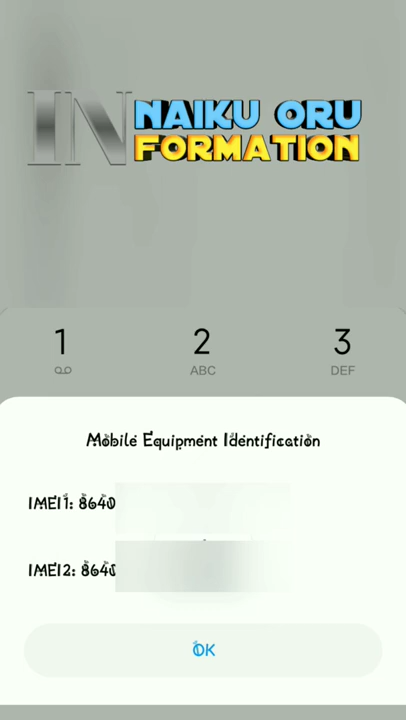 IN NAIKU ORU
FORMATION
1 2 3
ABC DEF
Mobile Equipment Identification
IMEI1: 8640
IMEI2: 8640
OK